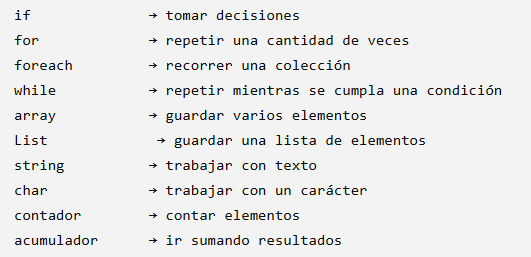 if → tomar decisiones
for → repetir una cantidad de veces
foreach → recorrer una colección
while → repetir mientras se cumpla una condición
array → guardar varios elementos
List → guardar una lista de elementos
string → trabajar con texto
char → trabajar con un carácter
contador → contar elementos
acumulador → ir sumando resultados